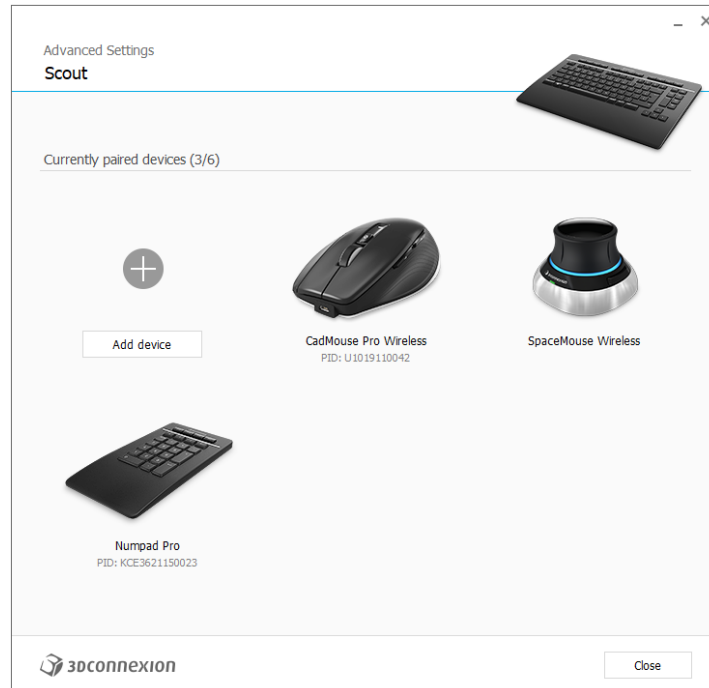 Advanced Settings
Scout
Currently paired devices (3/6)
Add device
CadMouse Pro Wireless
PID: U1019110042
SpaceMouse Wireless
Numpad Pro
PID: KCE3621150023
3Dconnexion
Close